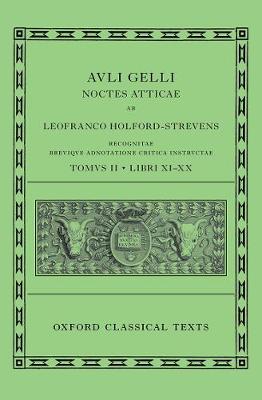 AVLI GELLI
NOCTES ATTICAE
AB
LEOFRANCO HOLFORD-STREVENS
RECOGNITAE
BREVIQVE ADNOTATIONE CRITICA INSTRVCTAE
TOMVS II • LIBRI XI–XX
OXFORD CLASSICAL TEXTS